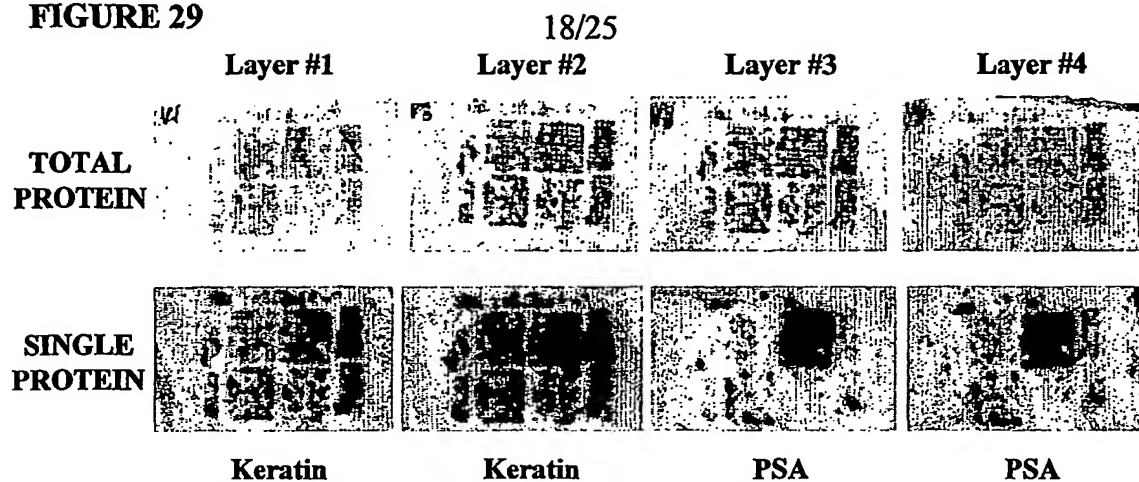 FIGURE 29
18/25
Layer #1 Layer #2 Layer #3 Layer #4
TOTAL
PROTEIN
SINGLE
PROTEIN
Keratin Keratin PSA PSA